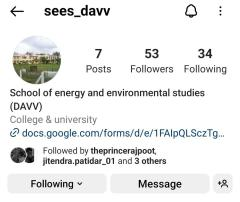 sees_davv
7 53 34
Posts Followers Following
School of energy and environmental studies
(DAVV)
College & university
docs.google.com/forms/d/e/1FAIpQLSczTg...
Followed by theprincerajpoot,
jitendra.patidar_01 and 3 others
Following Message